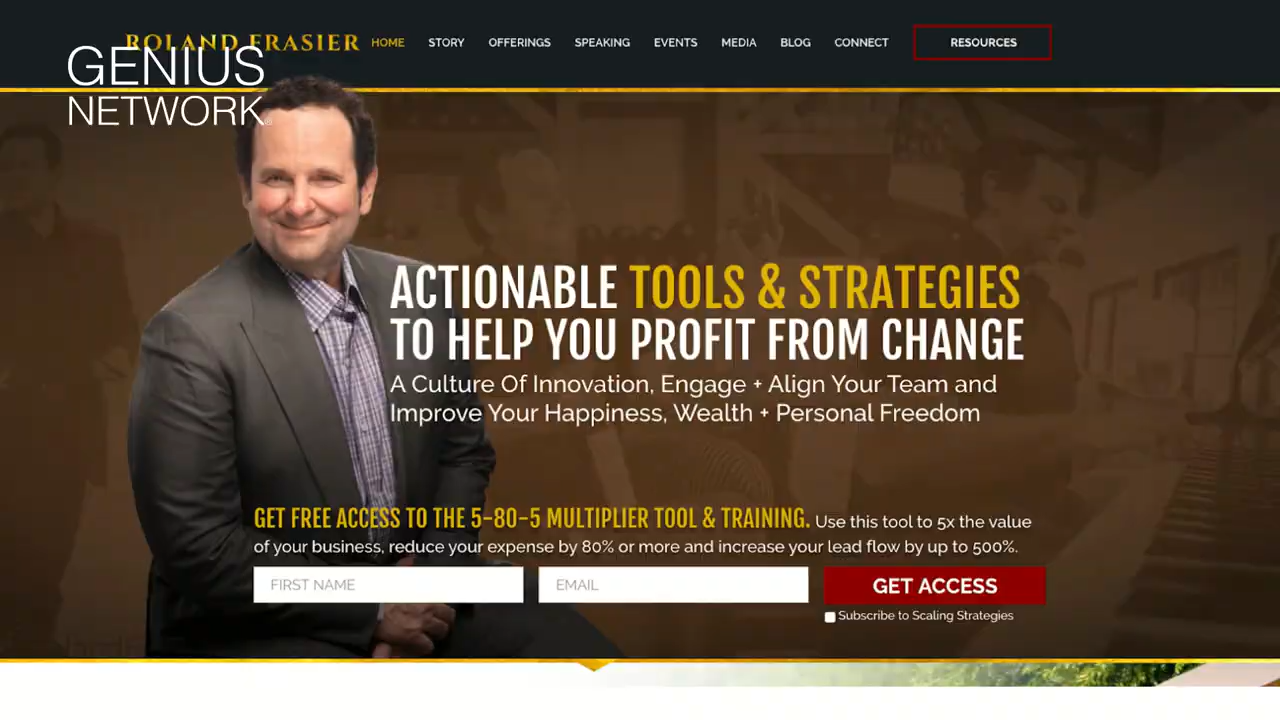 ROLAND FRASIER
HOME STORY OFFERINGS SPEAKING EVENTS MEDIA BLOG CONNECT RESOURCES
GENIUS
NETWORK®
ACTIONABLE TOOLS & STRATEGIES
TO HELP YOU PROFIT FROM CHANGE
A Culture Of Innovation, Engage + Align Your Team and
Improve Your Happiness, Wealth + Personal Freedom
GET FREE ACCESS TO THE 5-80-5 MULTIPLIER TOOL & TRAINING. Use this tool to 5x the value
of your business, reduce your expense by 80% or more and increase your lead flow by up to 500%.
FIRST NAME EMAIL GET ACCESS
Subscribe to Scaling Strategies